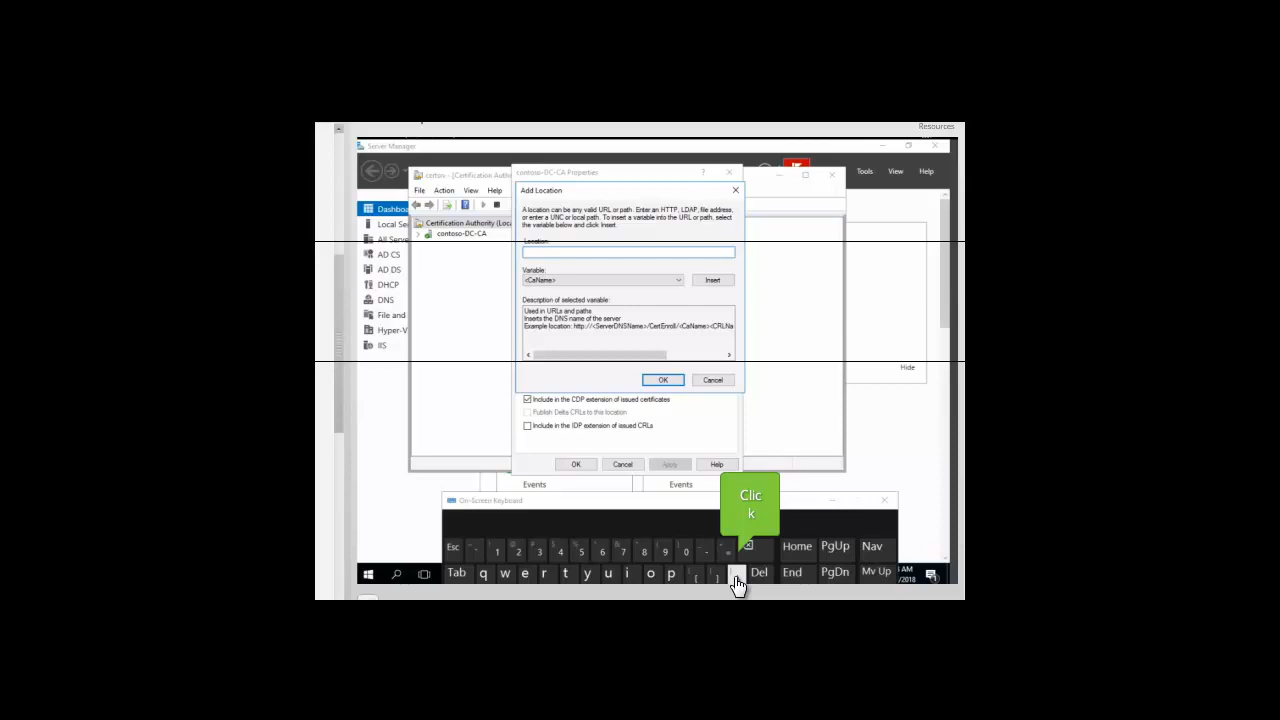 Resources
Server Manager
Tools View Help
certsrv - [Certification Autho
contoso-DC-CA Properties
File Action View Help
Add Location
A location can be any valid URL or path. Enter an HTTP, LDAP, file address,
or enter a UNC or local path. To insert a variable into the URL or path, select
the variable below and click Insert.
Location:
Variable:
<CaName>
Insert
Description of selected variable:
Used in URLs and paths
Inserts the DNS name of the server
Example location: http://<ServerDNSName>/CertEnroll/<CaName><CRLNa
OK Cancel
Certification Authority (Loca
contoso-DC-CA
Dashboa
Local Se
All Serve
AD CS
AD DS
DHCP
DNS
File and
Hyper-V
IIS
Hide
Include in the CDP extension of issued certificates
Publish Delta CRLs to this location
Include in the IDP extension of issued CRLs
OK Cancel Apply Help
Events Events
On-Screen Keyboard
Clic
k
Esc ~ ` ! 1 @ 2 # 3 $ 4 % 5 ^ 6 & 7 * 8 ( 9 ) 0 _ - + = Home PgUp Nav
Tab q w e r t y u i o p { [ } ] Del End PgDn Mv Up
AM
/2018